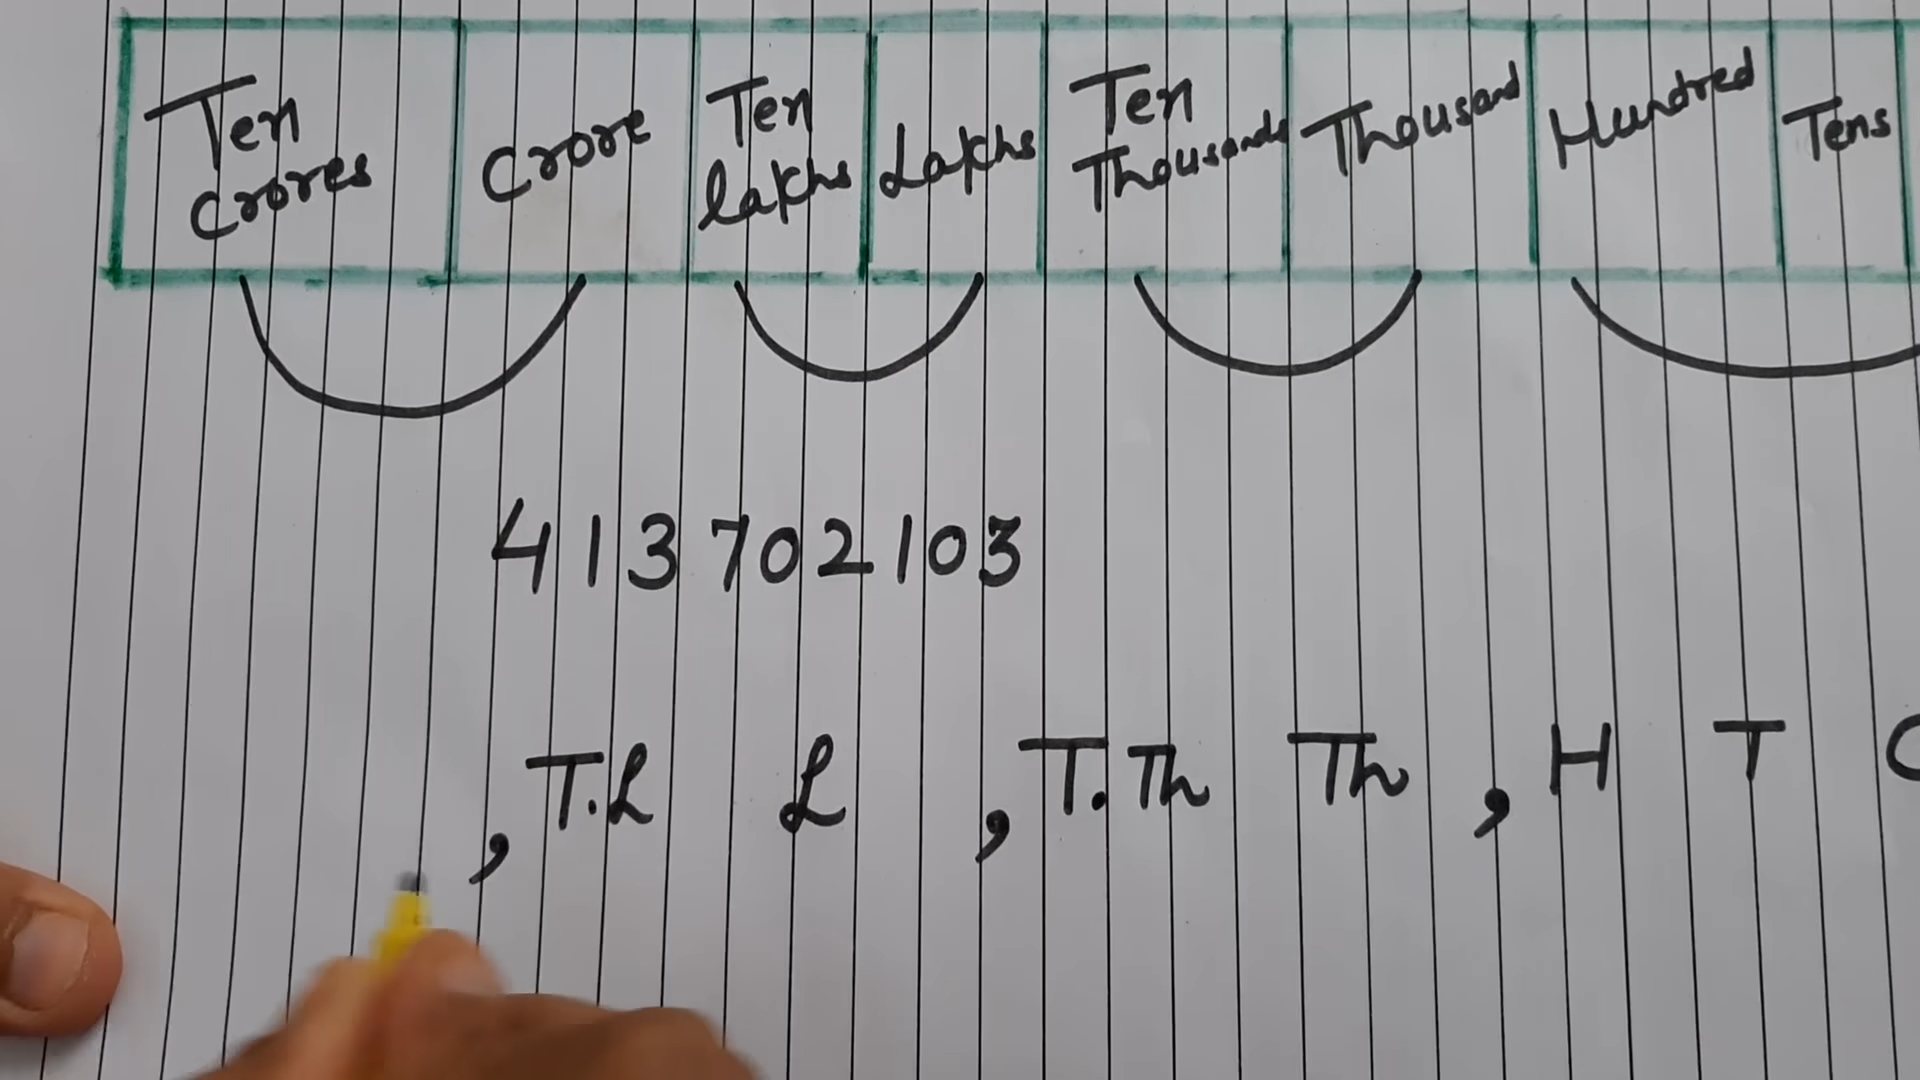 Ten crores Crore Ten lakhs Lakhs Ten Thousands Thousand Hundred Tens
413702103
, T.L L , T.Th Th , H T